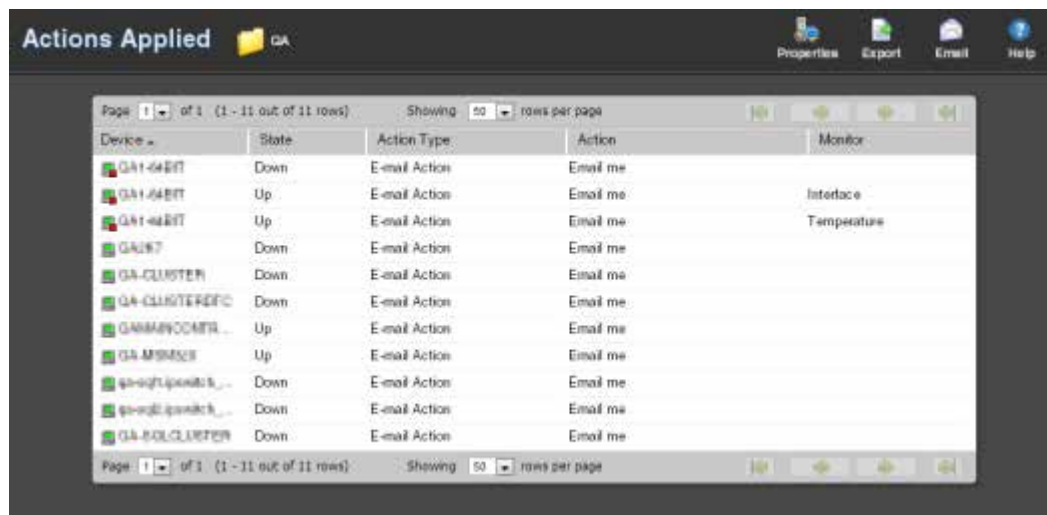 Actions Applied QA
Properties Export Email Help
Page 1 of 1 (1 - 11 out of 11 rows) Showing 50 rows per page
Device State Action Type Action Monitor
Down E-mail Action Email me
Up E-mail Action Email me Interface
Up E-mail Action Email me Temperature
Down E-mail Action Email me
QA-CLUSTER Down E-mail Action Email me
Down E-mail Action Email me
Up E-mail Action Email me
Up E-mail Action Email me
Down E-mail Action Email me
Down E-mail Action Email me
Down E-mail Action Email me
Page 1 of 1 (1 - 11 out of 11 rows) Showing 50 rows per page